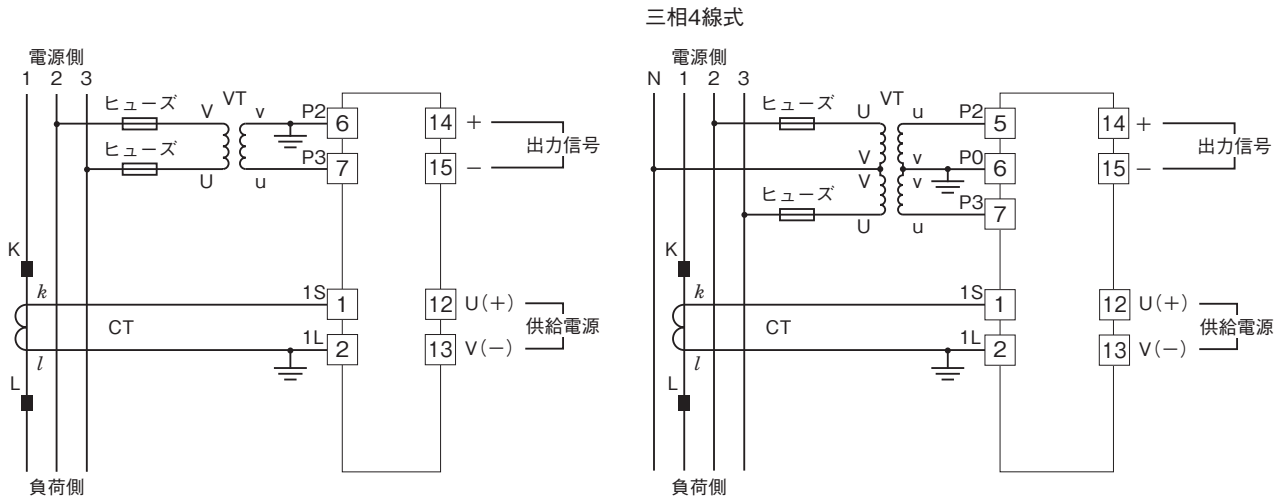 電源側
1 2 3
ヒューズ V VT v P2 6 14 +
ヒューズ U u P3 7 15 −
出力信号
K
k 1S 1 12 U(+)
CT 供給電源
l 1L 2 13 V(−)
L
負荷側
三相4線式
電源側
N 1 2 3
ヒューズ U VT u P2 5 14 +
出力信号
V v P0 6 15 −
V v
ヒューズ P3 7
U u
K
k 1S 1 12 U(+)
CT 供給電源
l 1L 2 13 V(−)
L
負荷側